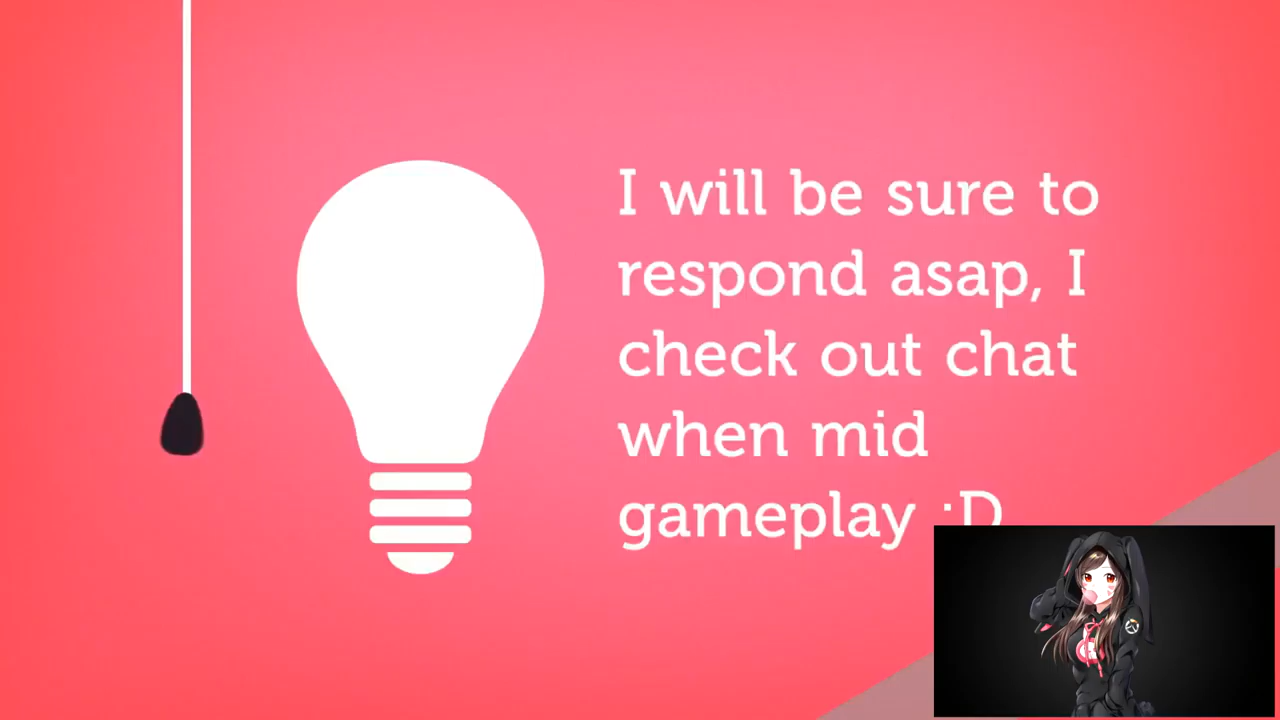 I will be sure to
respond asap, I
check out chat
when mid
gameplay :D